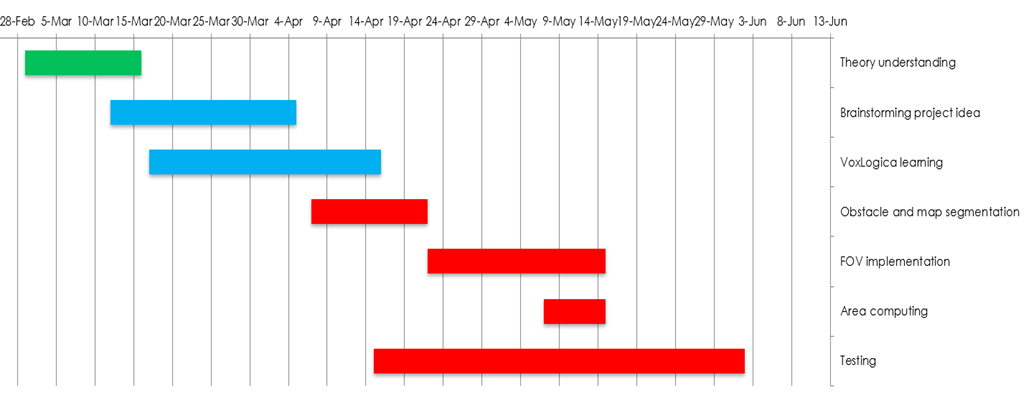 28-Feb 5-Mar 10-Mar 15-Mar 20-Mar 25-Mar 30-Mar 4-Apr 9-Apr 14-Apr 19-Apr 24-Apr 29-Apr 4-May 9-May 14-May 19-May 24-May 29-May 3-Jun 8-Jun 13-Jun
Theory understanding
Brainstorming project idea
VoxLogica learning
Obstacle and map segmentation
FOV implementation
Area computing
Testing